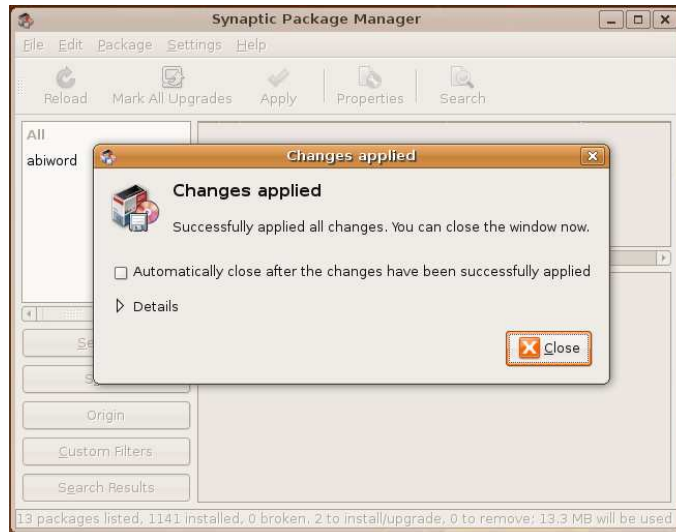 Synaptic Package Manager
File Edit Package Settings Help
Reload Mark All Upgrades Apply Properties Search
All
abiword
Changes applied
Changes applied
Successfully applied all changes. You can close the window now.
Automatically close after the changes have been successfully applied
Details
Close
Origin
Custom Filters
Search Results
13 packages listed, 1141 installed, 0 broken. 2 to install/upgrade, 0 to remove; 13.3 MB will be used